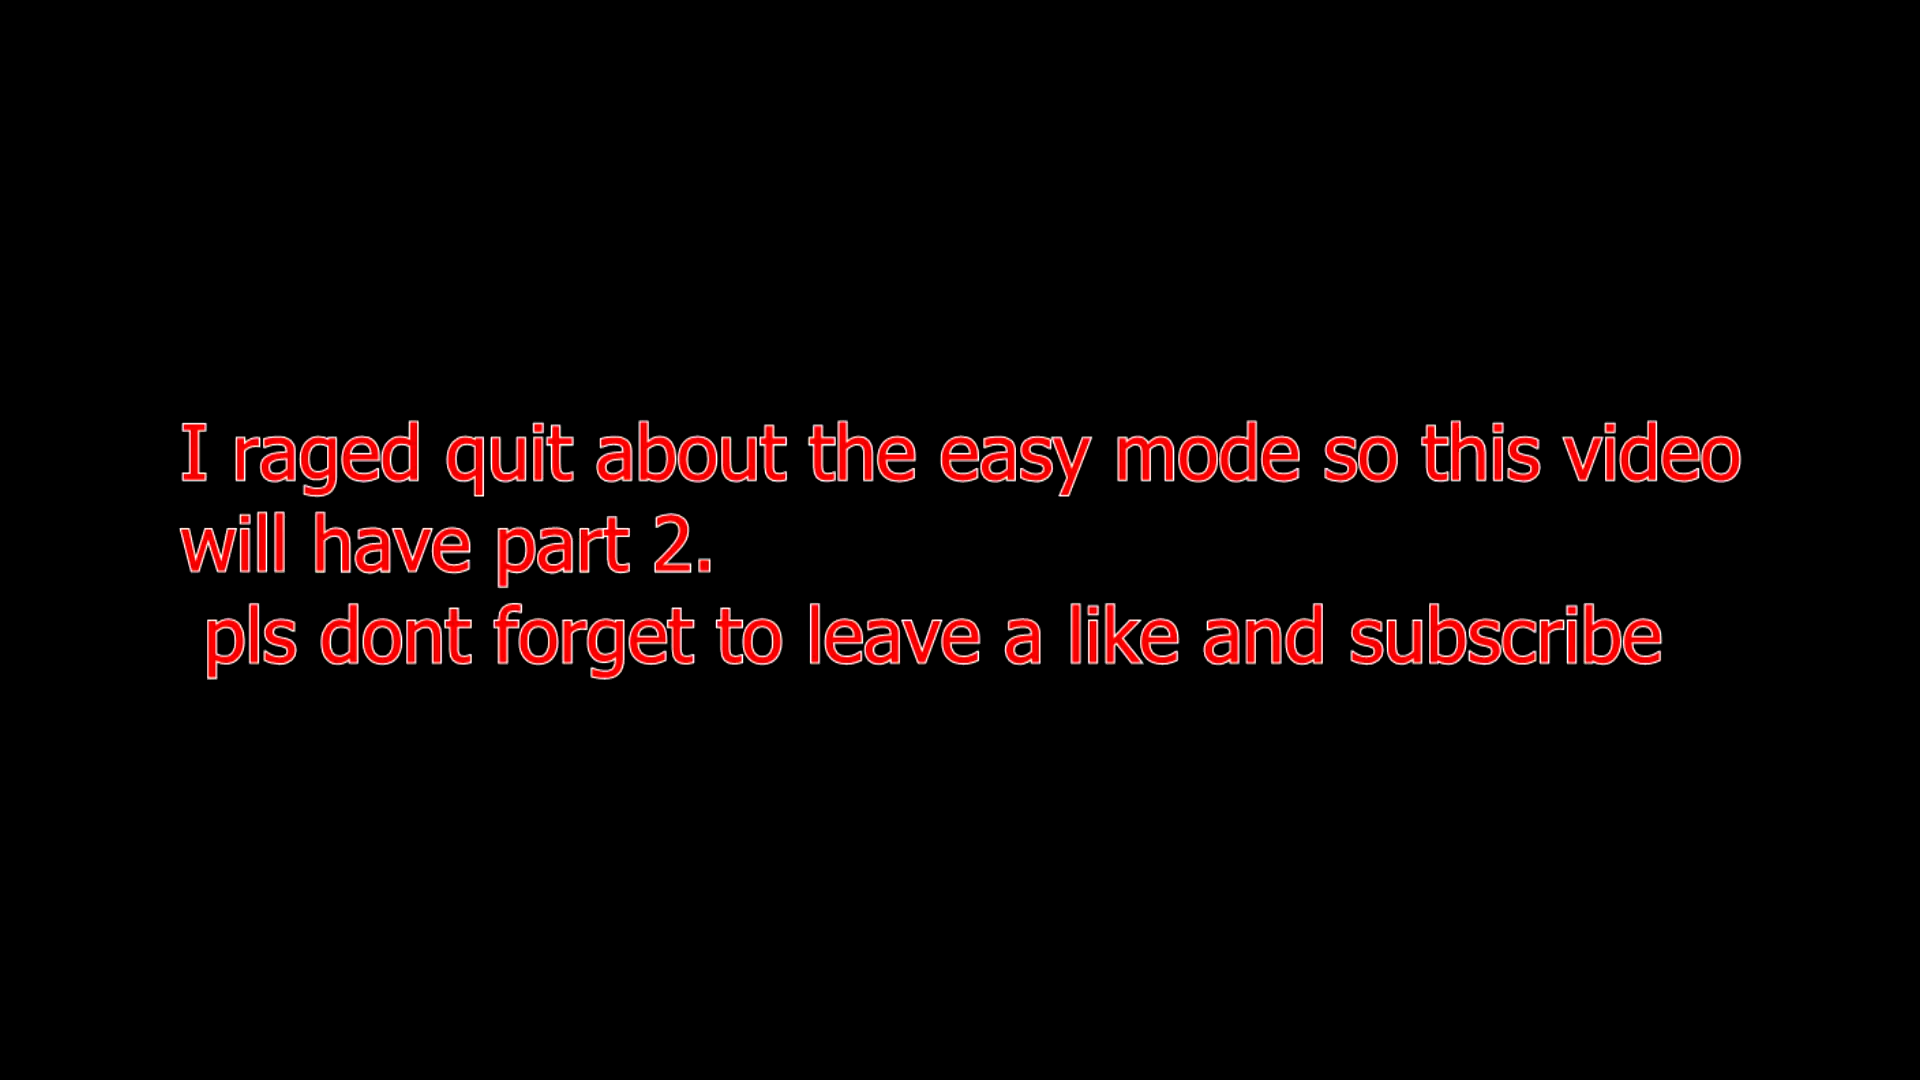 I raged quit about the easy mode so this video
will have part 2.
pls dont forget to leave a like and subscribe